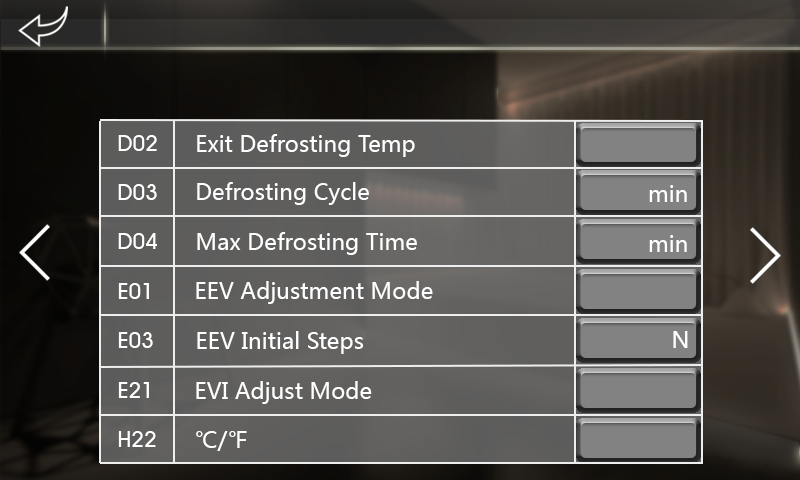 D02 Exit Defrosting Temp
D03 Defrosting Cycle min
D04 Max Defrosting Time min
E01 EEV Adjustment Mode
E03 EEV Initial Steps N
E21 EVI Adjust Mode
H22 ℃/℉